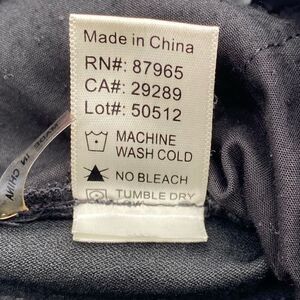 Made in China
RN#: 87965
CA#: 29289
Lot#: 50512
MACHINE
WASH COLD
NO BLEACH
TUMBLE DRY